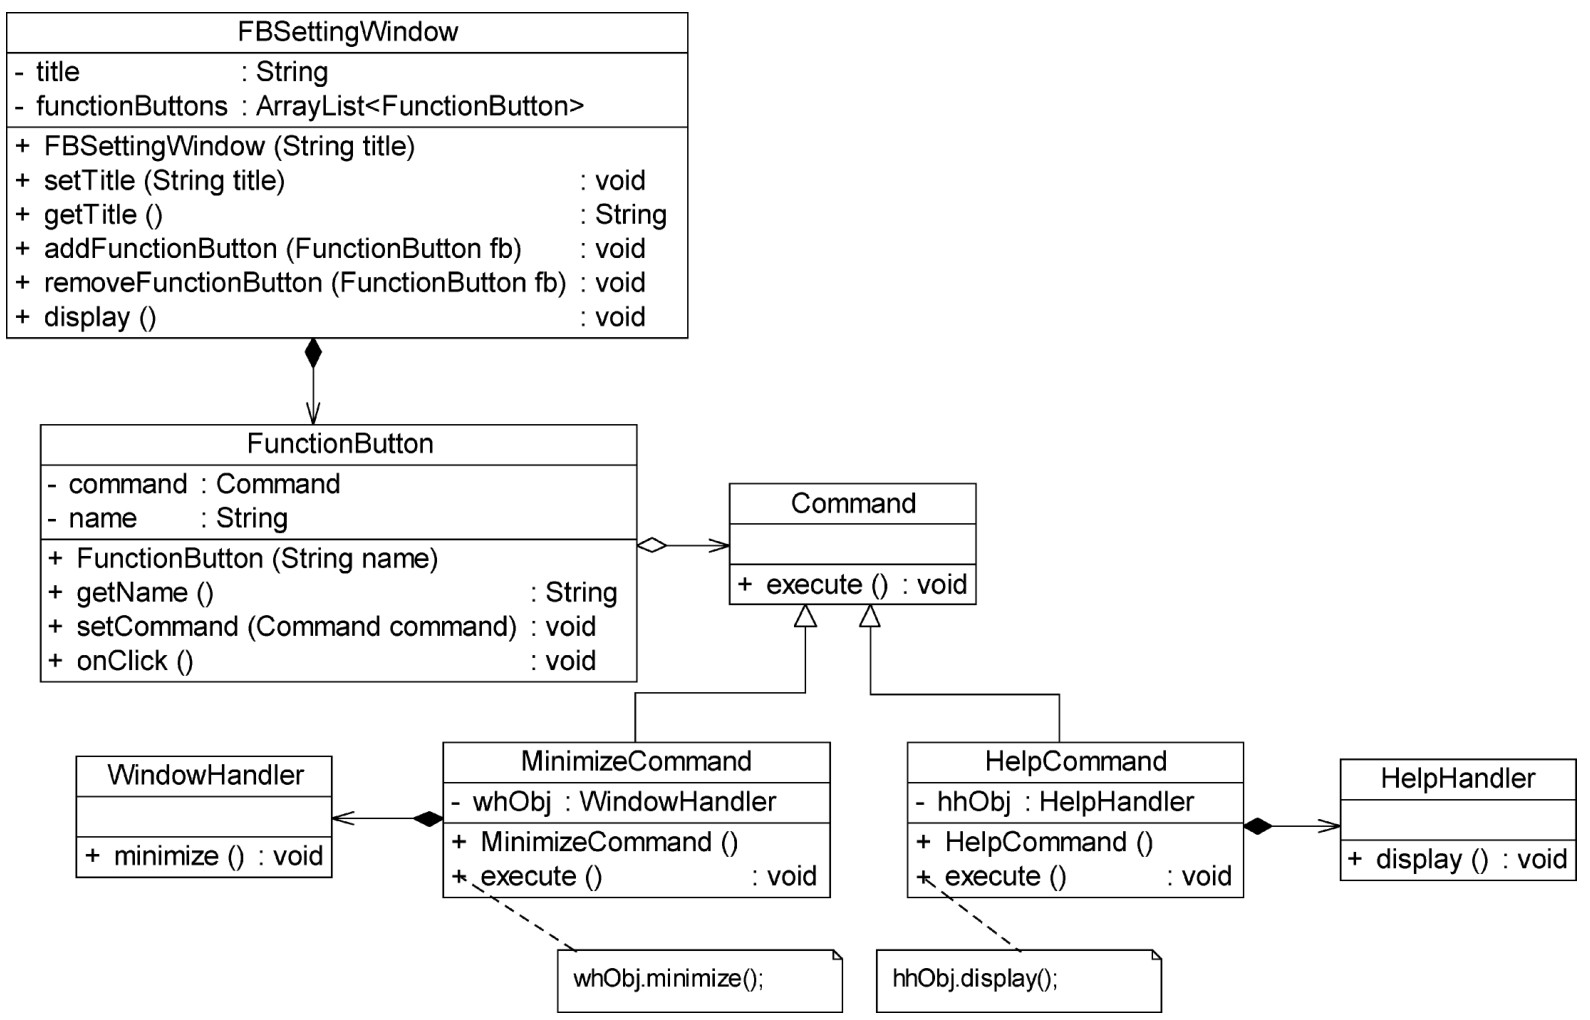 FBSettingWindow
- title : String
- functionButtons : ArrayList<FunctionButton>
+ FBSettingWindow (String title)
+ setTitle (String title) : void
+ getTitle () : String
+ addFunctionButton (FunctionButton fb) : void
+ removeFunctionButton (FunctionButton fb) : void
+ display () : void
FunctionButton
- command : Command
- name : String
+ FunctionButton (String name)
+ getName () : String
+ setCommand (Command command) : void
+ onClick () : void
Command
+ execute () : void
WindowHandler
+ minimize () : void
MinimizeCommand
- whObj : WindowHandler
+ MinimizeCommand ()
+ execute () : void
HelpCommand
- hhObj : HelpHandler
+ HelpCommand ()
+ execute () : void
HelpHandler
+ display () : void
whObj.minimize();
hhObj.display();